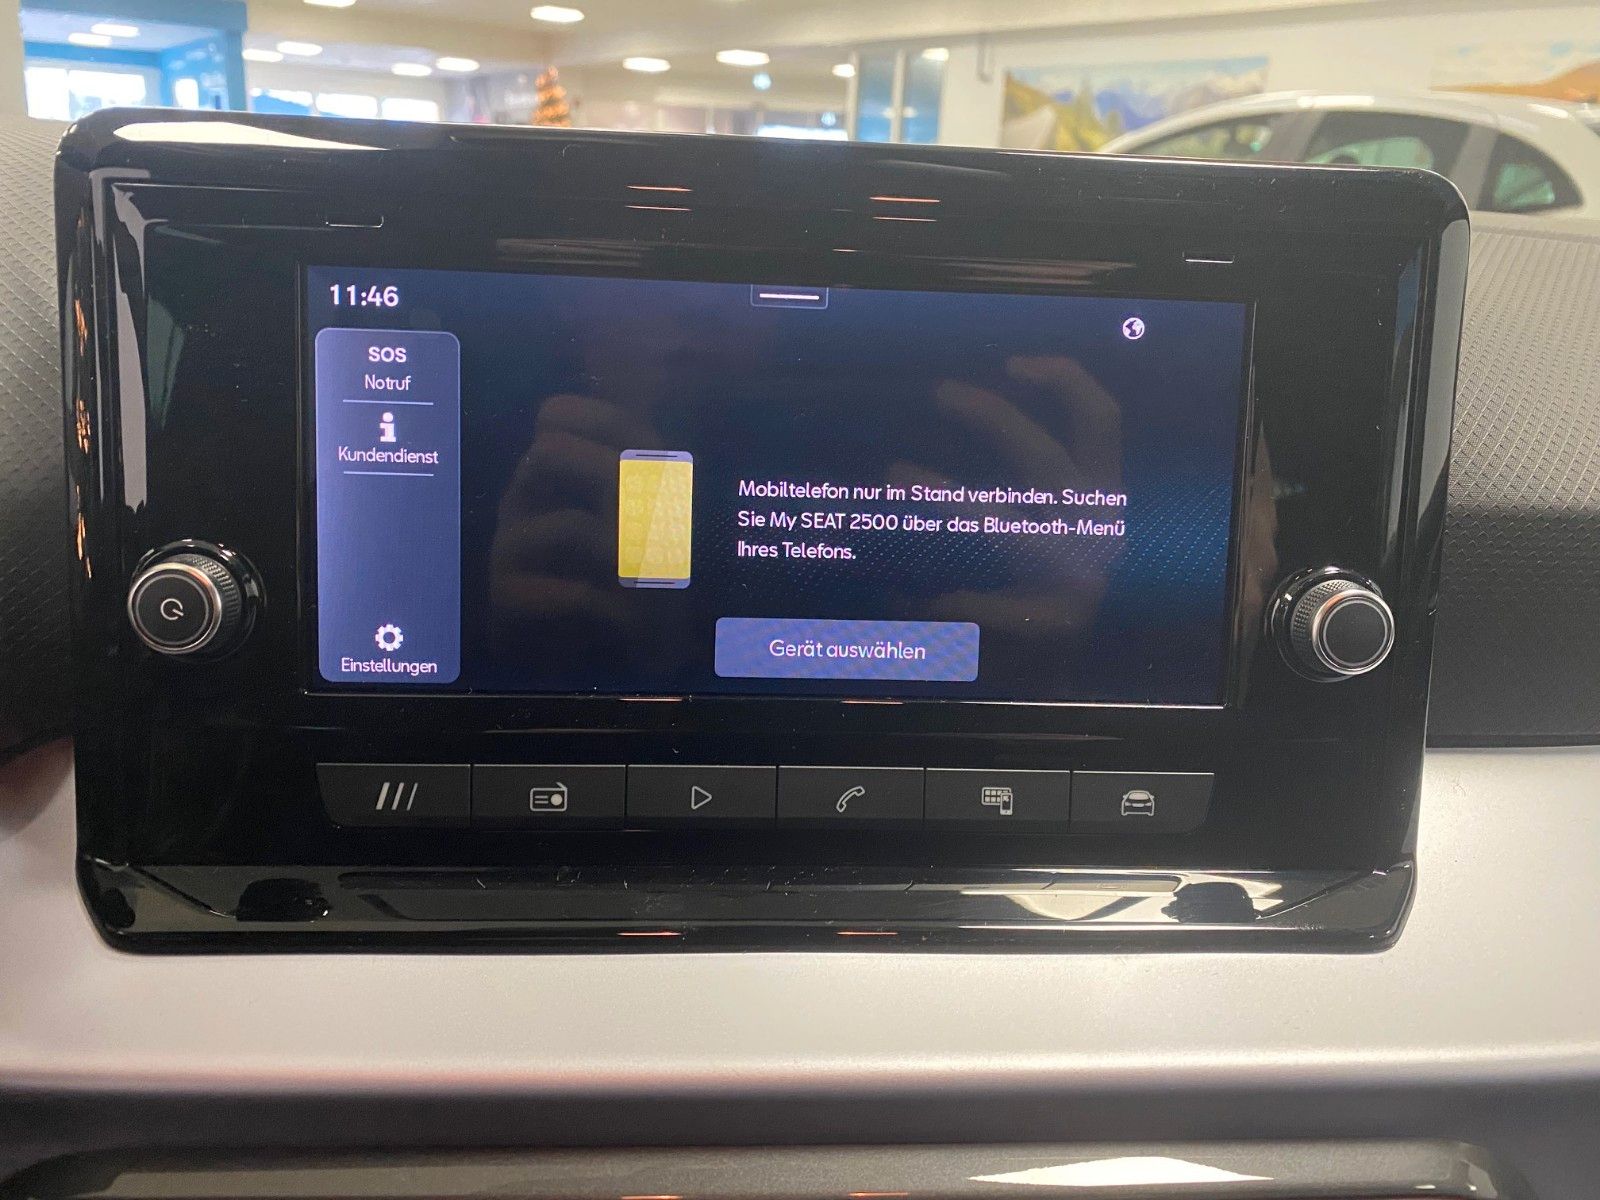 11:46
SOS
Notruf
Kundendienst
Einstellungen
Mobiltelefon nur im Stand verbinden. Suchen
Sie My SEAT 2500 über das Bluetooth-Menü
Ihres Telefons.
Gerät auswählen